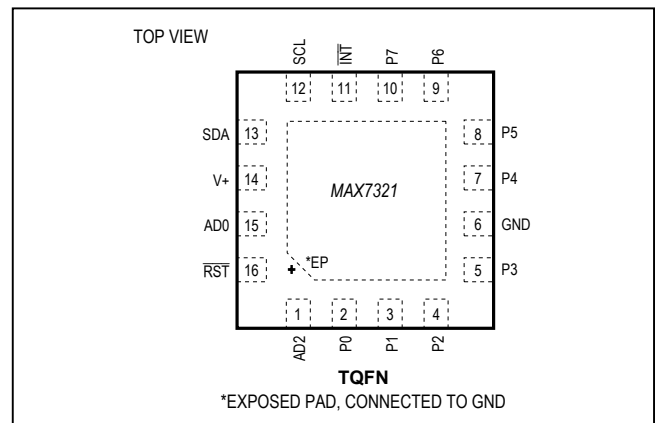 TOP VIEW
SCL
I̅N̅T̅
P7
P6
12
11
10
9
SDA
13
8
P5
V+
14
MAX7321
7
P4
AD0
15
6
GND
R̅S̅T̅
16
+
*EP
5
P3
1
2
3
4
AD2
P0
P1
P2
TQFN
*EXPOSED PAD, CONNECTED TO GND